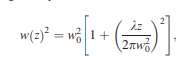 w(z)² = w₀² [1 + (λz / 2πw₀²)²],